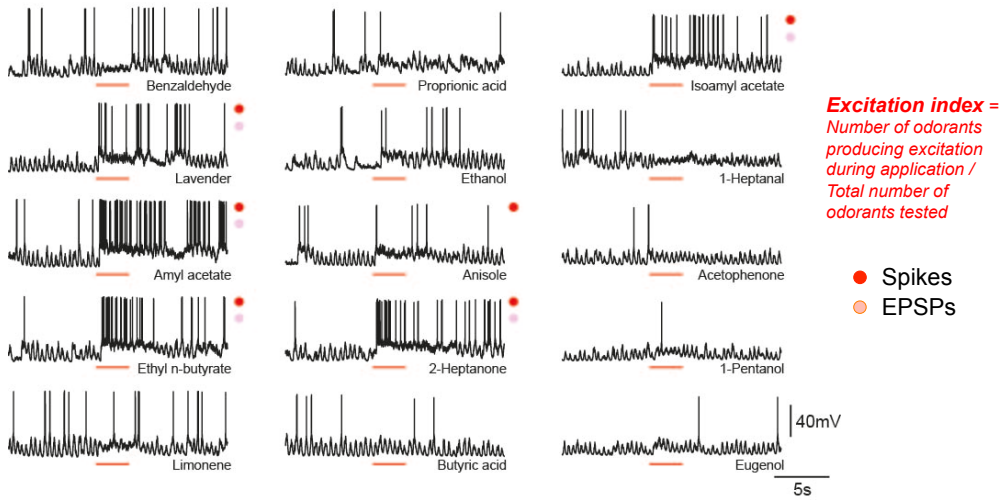 Benzaldehyde
Proprionic acid
Isoamyl acetate
Lavender
Ethanol
1-Heptanal
Amyl acetate
Anisole
Acetophenone
Ethyl n-butyrate
2-Heptanone
1-Pentanol
Limonene
Butyric acid
Eugenol
40mV
5s
Excitation index =
Number of odorants
producing excitation
during application /
Total number of
odorants tested
Spikes
EPSPs